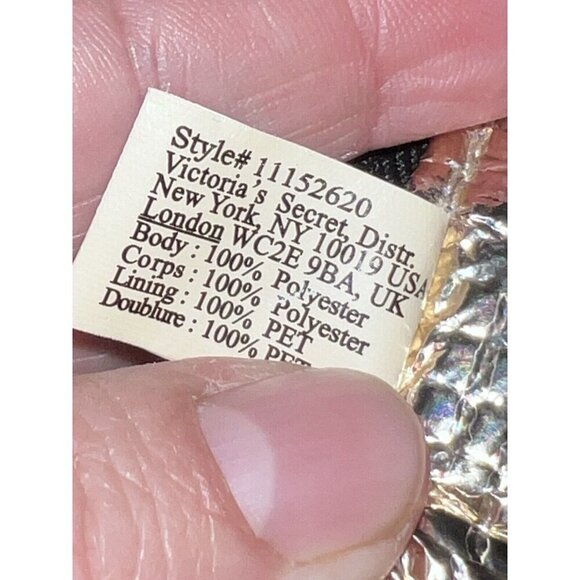 Style# 11152620
Victoria's Secret, Distr.
New York, NY 10019 USA
London WC2E 9BA, UK
Body : 100% Polyester
Corps : 100% Polyester
Lining : 100% PET
Doublure : 100% PET